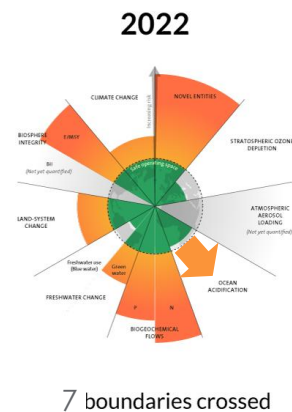 2022
Increasing risk
CLIMATE CHANGE
NOVEL ENTITIES
BIOSPHERE
INTEGRITY
E/MSY
STRATOSPHERIC OZONE
DEPLETION
Safe operating space
BII
(Not yet quantified)
ATMOSPHERIC
AEROSOL
LOADING
(Not yet quantified)
LAND-SYSTEM
CHANGE
Freshwater use
(Blue water)
Green
water
OCEAN
ACIDIFICATION
FRESHWATER CHANGE
P
N
BIOGEOCHEMICAL
FLOWS
7 boundaries crossed